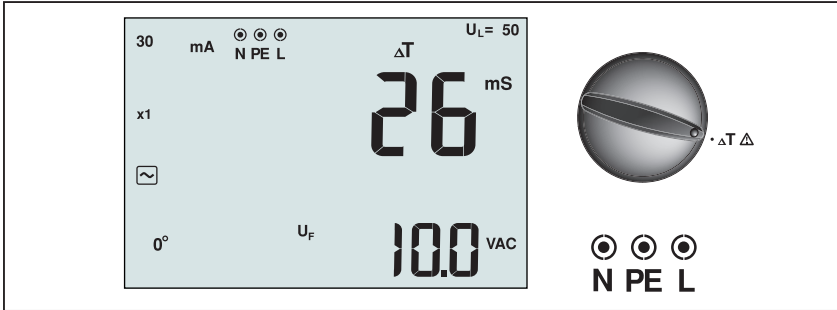 30 mA N PE L U_L= 50
ΔT
26 mS
x1
0° U_F 10.0 VAC
ΔT
N PE L